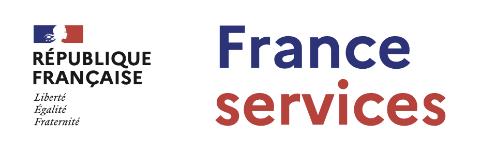 RÉPUBLIQUE
FRANÇAISE
Liberté
Égalité
Fraternité
France
services